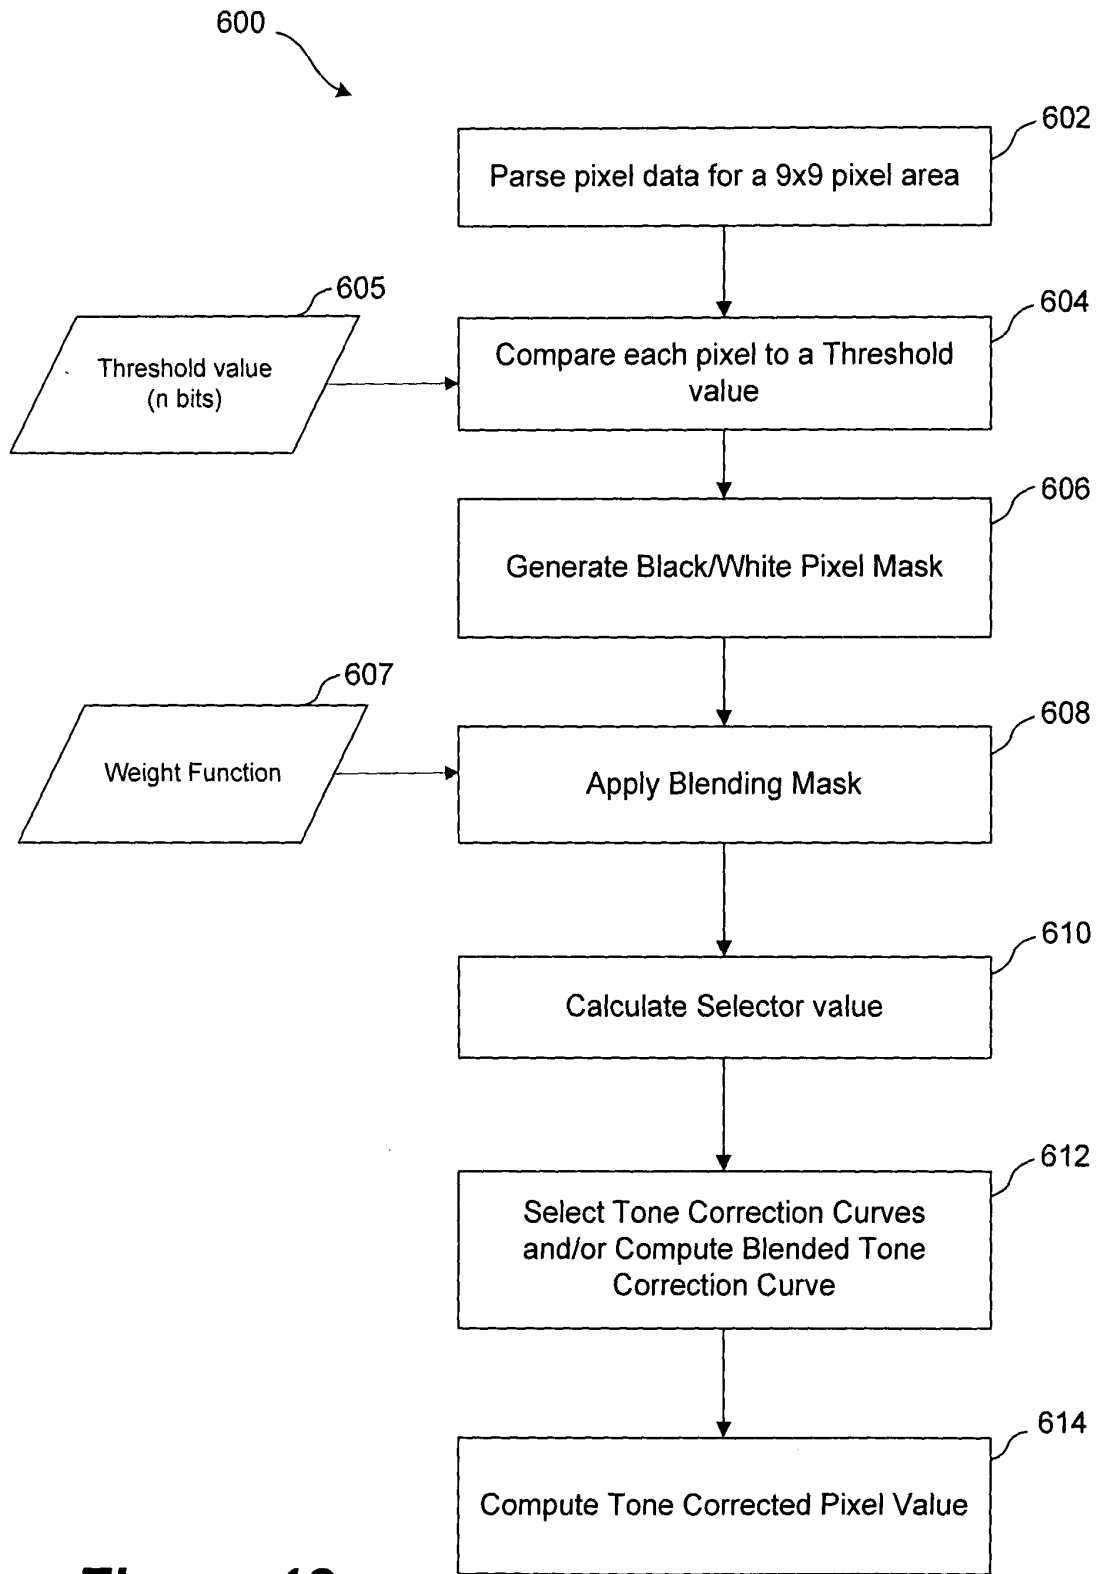 600
602
Parse pixel data for a 9x9 pixel area
605
604
Threshold value
(n bits)
Compare each pixel to a Threshold
value
606
Generate Black/White Pixel Mask
607
608
Weight Function
Apply Blending Mask
610
Calculate Selector value
612
Select Tone Correction Curves
and/or Compute Blended Tone
Correction Curve
614
Compute Tone Corrected Pixel Value